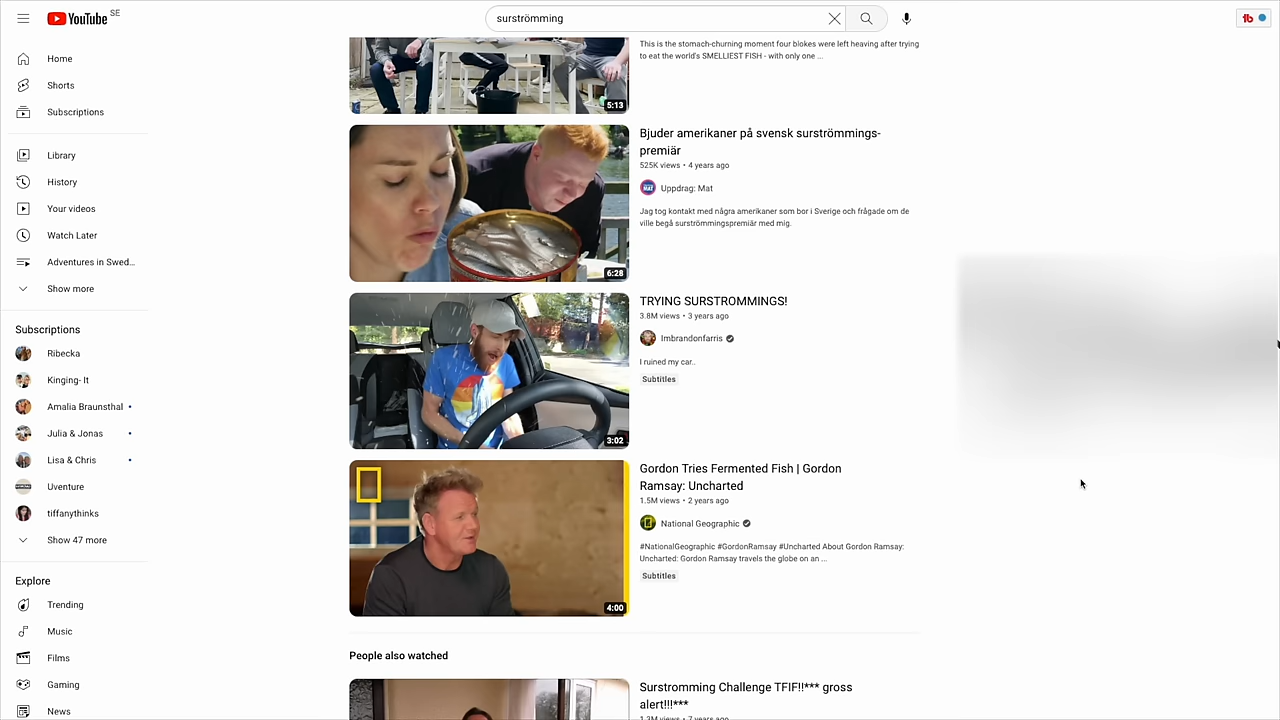 YouTube SE
surströmming
Home
Shorts
Subscriptions
Library
History
Your videos
Watch Later
Adventures in Swed...
Show more
Subscriptions
Ribecka
Kinging- It
Amalia Braunsthal
Julia & Jonas
Lisa & Chris
Uventure
tiffanythinks
Show 47 more
Explore
Trending
Music
Films
Gaming
News
This is the stomach-churning moment four blokes were left heaving after trying
to eat the world's SMELLIEST FISH - with only one ...
5:13
Bjuder amerikaner på svensk surströmmings-
premiär
525K views • 4 years ago
Uppdrag: Mat
Jag tog kontakt med några amerikaner som bor i Sverige och frågade om de
ville begå surströmmingspremiär med mig.
6:28
TRYING SURSTROMMINGS!
3.8M views • 3 years ago
Imbrandonfarris
I ruined my car..
Subtitles
3:02
Gordon Tries Fermented Fish | Gordon
Ramsay: Uncharted
1.5M views • 2 years ago
National Geographic
#NationalGeographic #GordonRamsay #Uncharted About Gordon Ramsay:
Uncharted: Gordon Ramsay travels the globe on an ...
Subtitles
4:00
People also watched
Surstromming Challenge TFIF!!*** gross
alert!!!***
1.3M views • 7 years ago